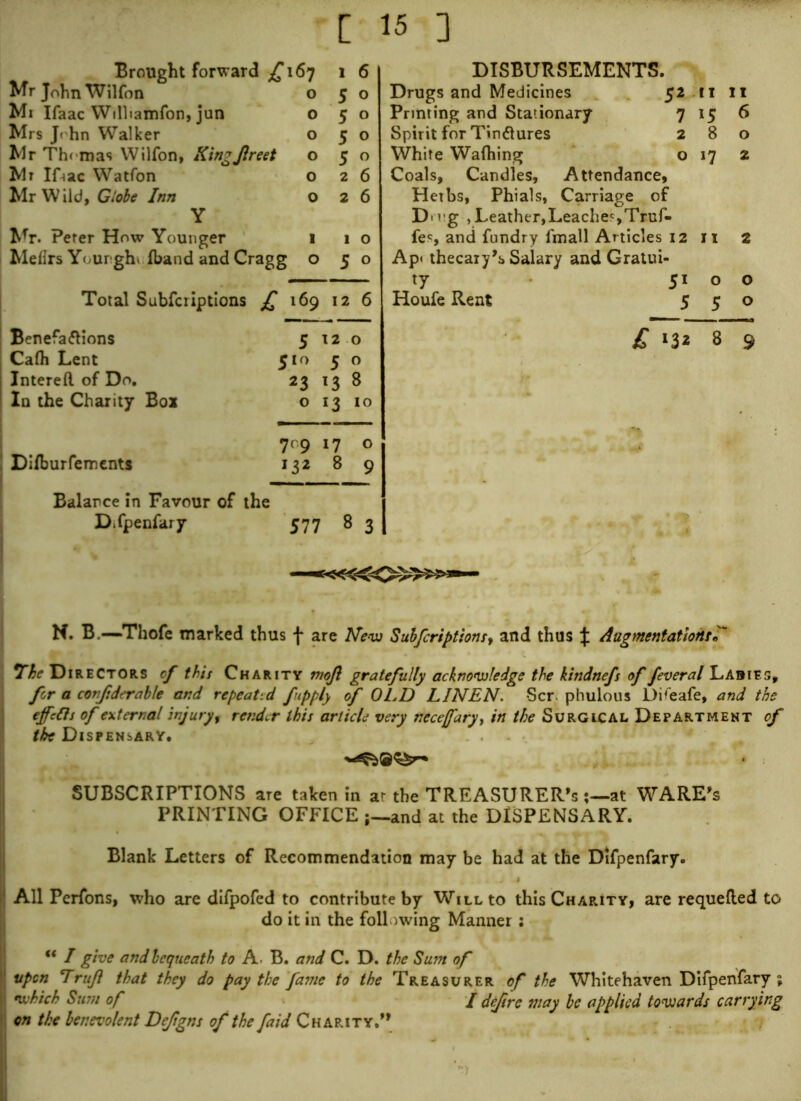 [ 15 ]
Brought forward £167 1 6
Mr John Wilſon 0 5 0
Mr Iſaac Williamſon, jun 0 5 0
Mrs John Walker 0 5 0
Mr Thomas Wilſon, King ſtreet 0 5 0
Mr Iſaac Watſon 0 2 6
Mr Wild, Globe Inn 0 2 6
Y
Mr. Peter How Younger 1 1 0
Meſſrs Younghuſband and Cragg 0 5 0
Total Subſcriptions £ 169 12 6
Benefactions 5 12 0
Caſh Lent 510 5 0
Intereſt of Do. 23 13 8
In the Charity Box 0 13 10
709 17 0
Diſburſements 132 8 9
Balance in Favour of the
Diſpenſary 577 8 3
DISBURSEMENTS.
Drugs and Medicines 52 11 11
Printing and Stationary 7 15 6
Spirit for Tinctures 2 8 0
White Waſhing 0 17 2
Coals, Candles, Attendance,
Herbs, Phials, Carriage of
Drug , Leather, Leaches, Truſ-
ſes, and ſundry ſmall Articles 12 11 2
Apothecary's Salary and Gratui-
ty 51 0 0
Houſe Rent 5 5 0
£ 132 8 9
N. B.—Thoſe marked thus † are New Subſcriptions, and thus ‡ Augmentations.
The DIRECTORS of this CHARITY moſt gratefully acknowledge the kindneſs of ſeveral LADIES,
for a conſiderable and repeated ſupply of OLD LINEN. Scrophulous Diſeaſe, and the
effects of external injury, render this article very neceſſary, in the SURGICAL DEPARTMENT of
the DISPENSARY.
SUBSCRIPTIONS are taken in at the TREASURER's ;—at WARE's
PRINTING OFFICE ;—and at the DISPENSARY.
Blank Letters of Recommendation may be had at the Diſpenſary.
All Perſons, who are diſpoſed to contribute by WILL to this CHARITY, are requeſted to
do it in the following Manner :
“ I give and bequeath to A. B. and C. D. the Sum of
upon Truſt that they do pay the ſame to the TREASURER of the Whitehaven Diſpenſary ;
which Sum of I deſire may be applied towards carrying
on the benevolent Deſigns of the ſaid CHARITY.”